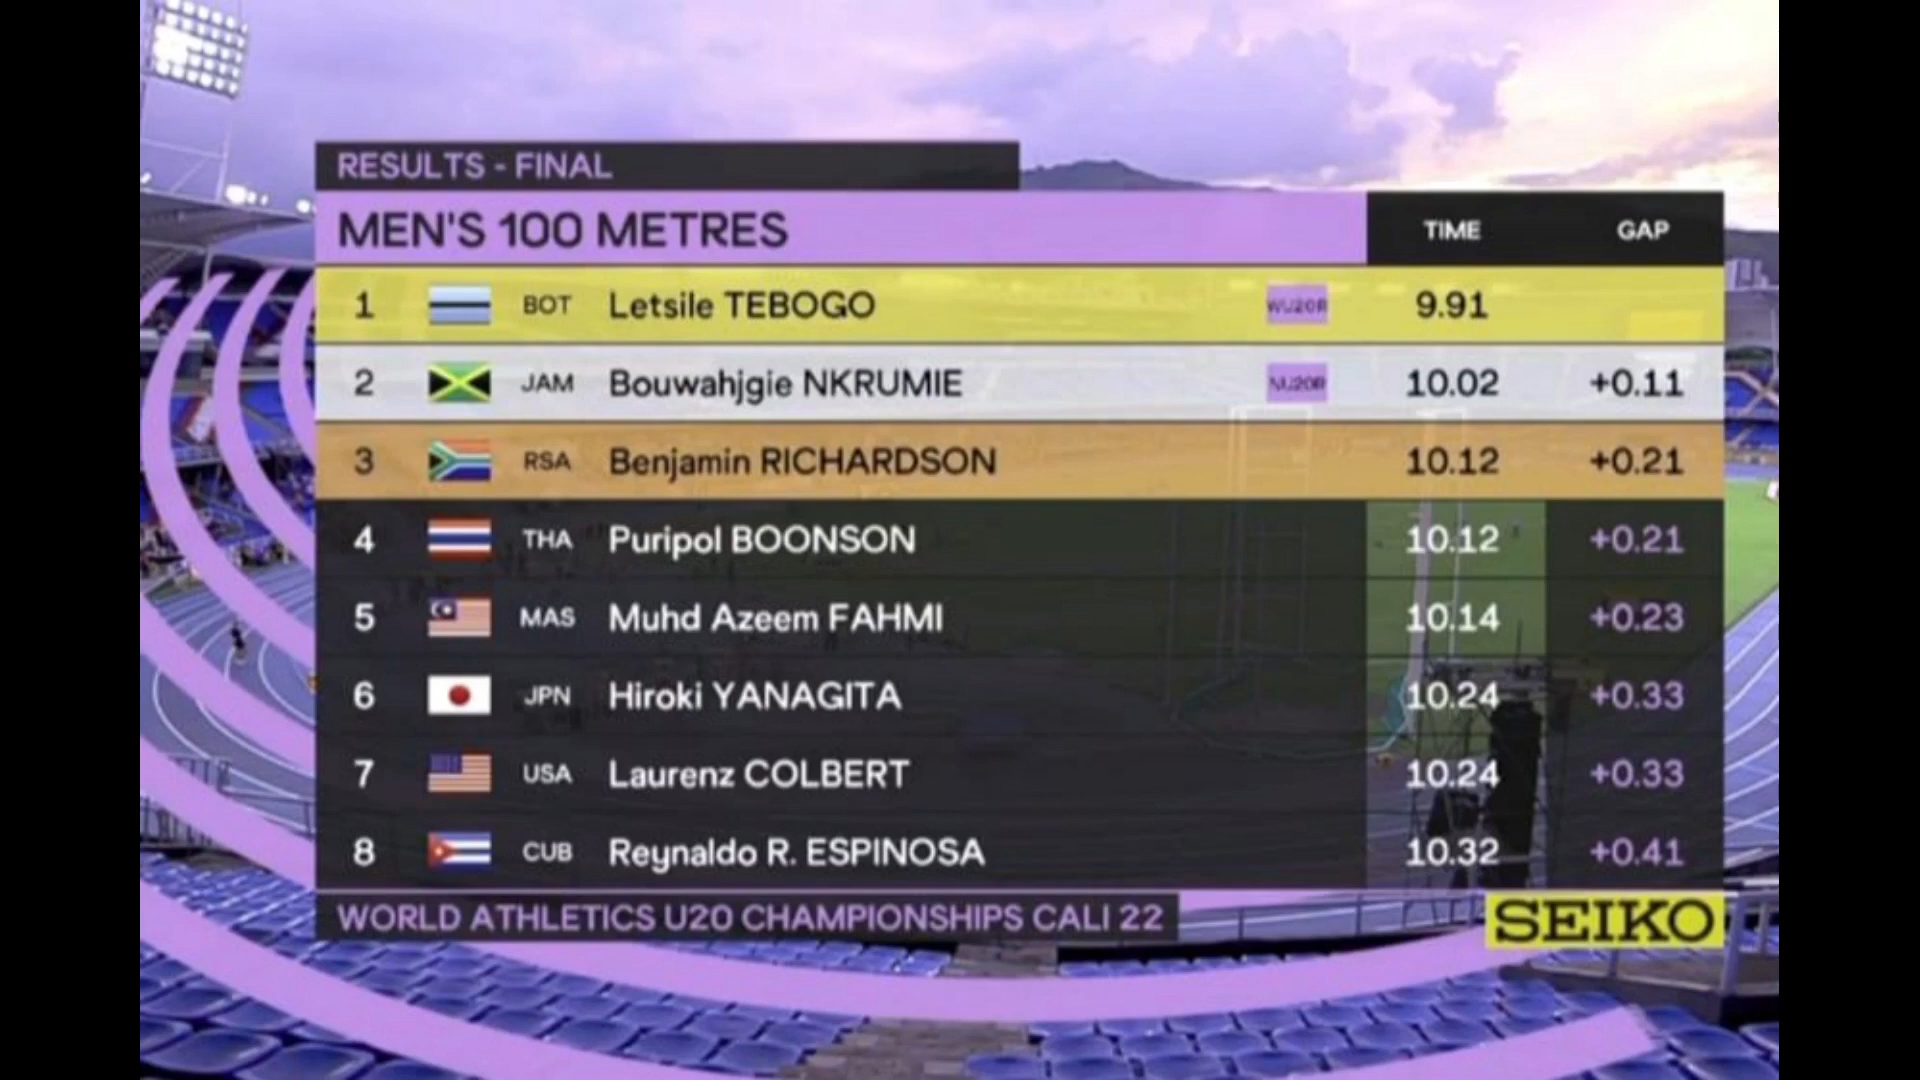 RESULTS - FINAL
MEN'S 100 METRES TIME GAP
1 BOT Letsile TEBOGO WU20R 9.91
2 JAM Bouwahjgie NKRUMIE NU20R 10.02 +0.11
3 RSA Benjamin RICHARDSON 10.12 +0.21
4 THA Puripol BOONSON 10.12 +0.21
5 MAS Muhd Azeem FAHMI 10.14 +0.23
6 JPN Hiroki YANAGITA 10.24 +0.33
7 USA Laurenz COLBERT 10.24 +0.33
8 CUB Reynaldo R. ESPINOSA 10.32 +0.41
WORLD ATHLETICS U20 CHAMPIONSHIPS CALI 22
SEIKO